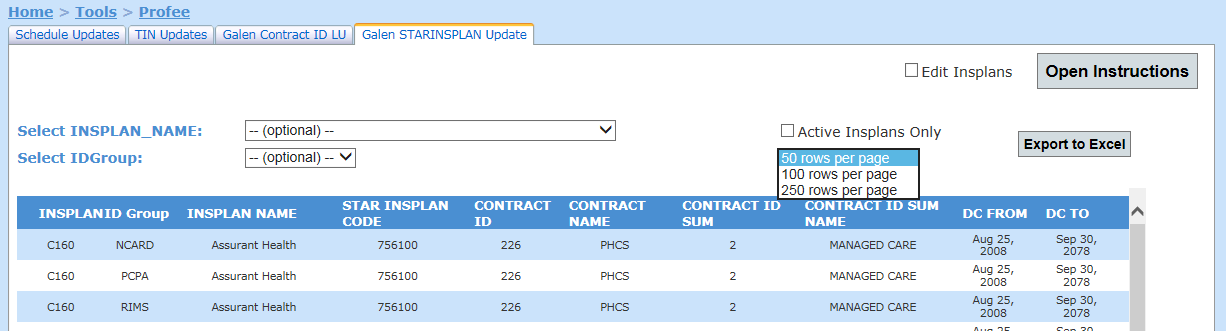 Home > Tools > Profee
Schedule Updates TIN Updates Galen Contract ID LU Galen STARINSPLAN Update
Edit Insplans Open Instructions
Select INSPLAN_NAME: -- (optional) -- Active Insplans Only
Export to Excel
Select IDGroup: -- (optional) -- 50 rows per page
100 rows per page
250 rows per page
INSPLAN ID Group INSPLAN NAME STAR INSPLAN CODE CONTRACT ID CONTRACT NAME CONTRACT ID SUM CONTRACT ID SUM NAME DC FROM DC TO
C160 NCARD Assurant Health 756100 226 PHCS 2 MANAGED CARE Aug 25, 2008 Sep 30, 2078
C160 PCPA Assurant Health 756100 226 PHCS 2 MANAGED CARE Aug 25, 2008 Sep 30, 2078
C160 RIMS Assurant Health 756100 226 PHCS 2 MANAGED CARE Aug 25, 2008 Sep 30, 2078